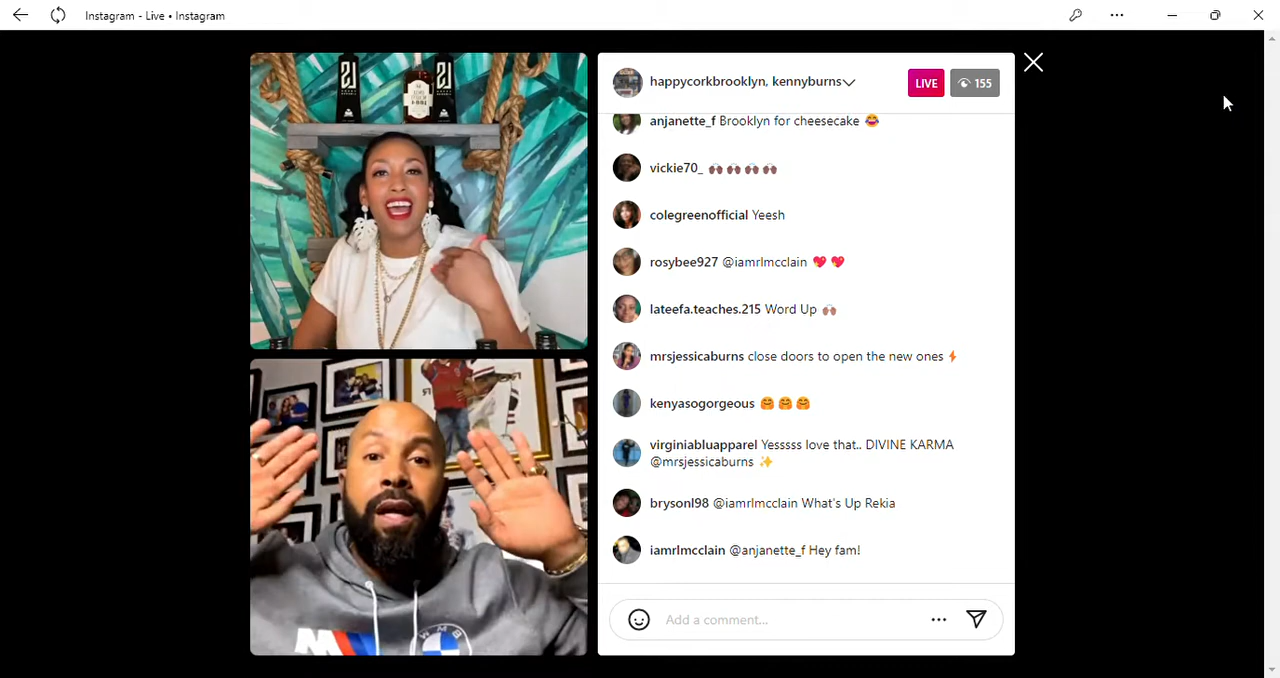 Instagram - Live • Instagram
21
21
happycorkbrooklyn, kennyburns
LIVE
155
anjanette_f Brooklyn for cheesecake 😂
vickie70_ 🙌🏾🙌🏾🙌🏾🙌🏾
colegreenofficial Yeesh
rosybee927 @iamrlmcclain 💖💖
lateefa.teaches.215 Word Up 🙌🏽
mrsjessicaburns close doors to open the new ones ⚡
kenyasogorgeous 🤗🤗🤗
virginiabluapparel Yesssss love that.. DIVINE KARMA
@mrsjessicaburns ✨
brysonl98 @iamrlmcclain What's Up Rekia
iamrlmcclain @anjanette_f Hey fam!
Add a comment...